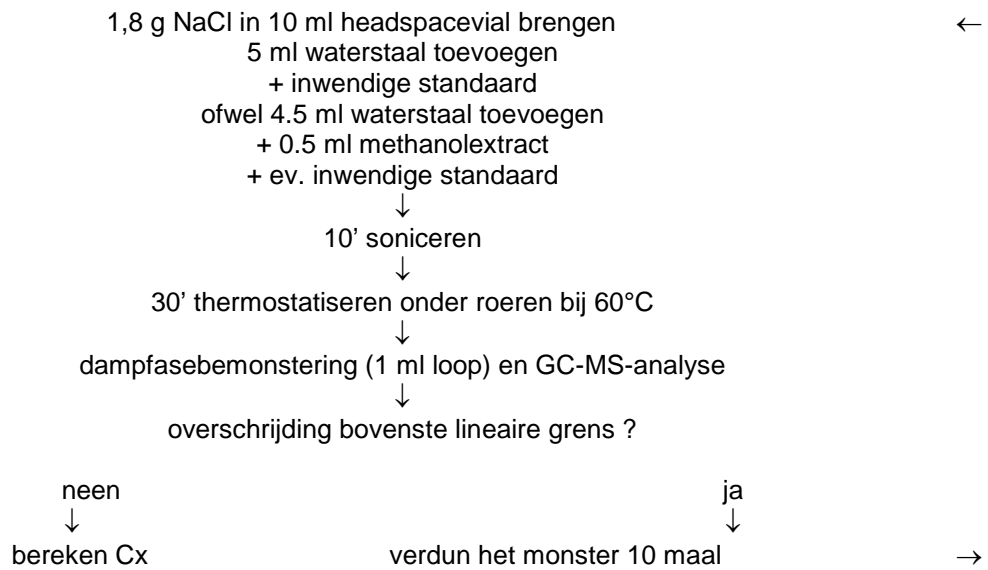 1,8 g NaCl in 10 ml headspacevial brengen ←
5 ml waterstaal toevoegen
+ inwendige standaard
ofwel 4.5 ml waterstaal toevoegen
+ 0.5 ml methanolextract
+ ev. inwendige standaard
↓
10’ soniceren
↓
30’ thermostatiseren onder roeren bij 60°C
↓
dampfasebemonstering (1 ml loop) en GC-MS-analyse
↓
overschrijding bovenste lineaire grens ?
neen ja
↓ ↓
bereken Cx verdun het monster 10 maal →